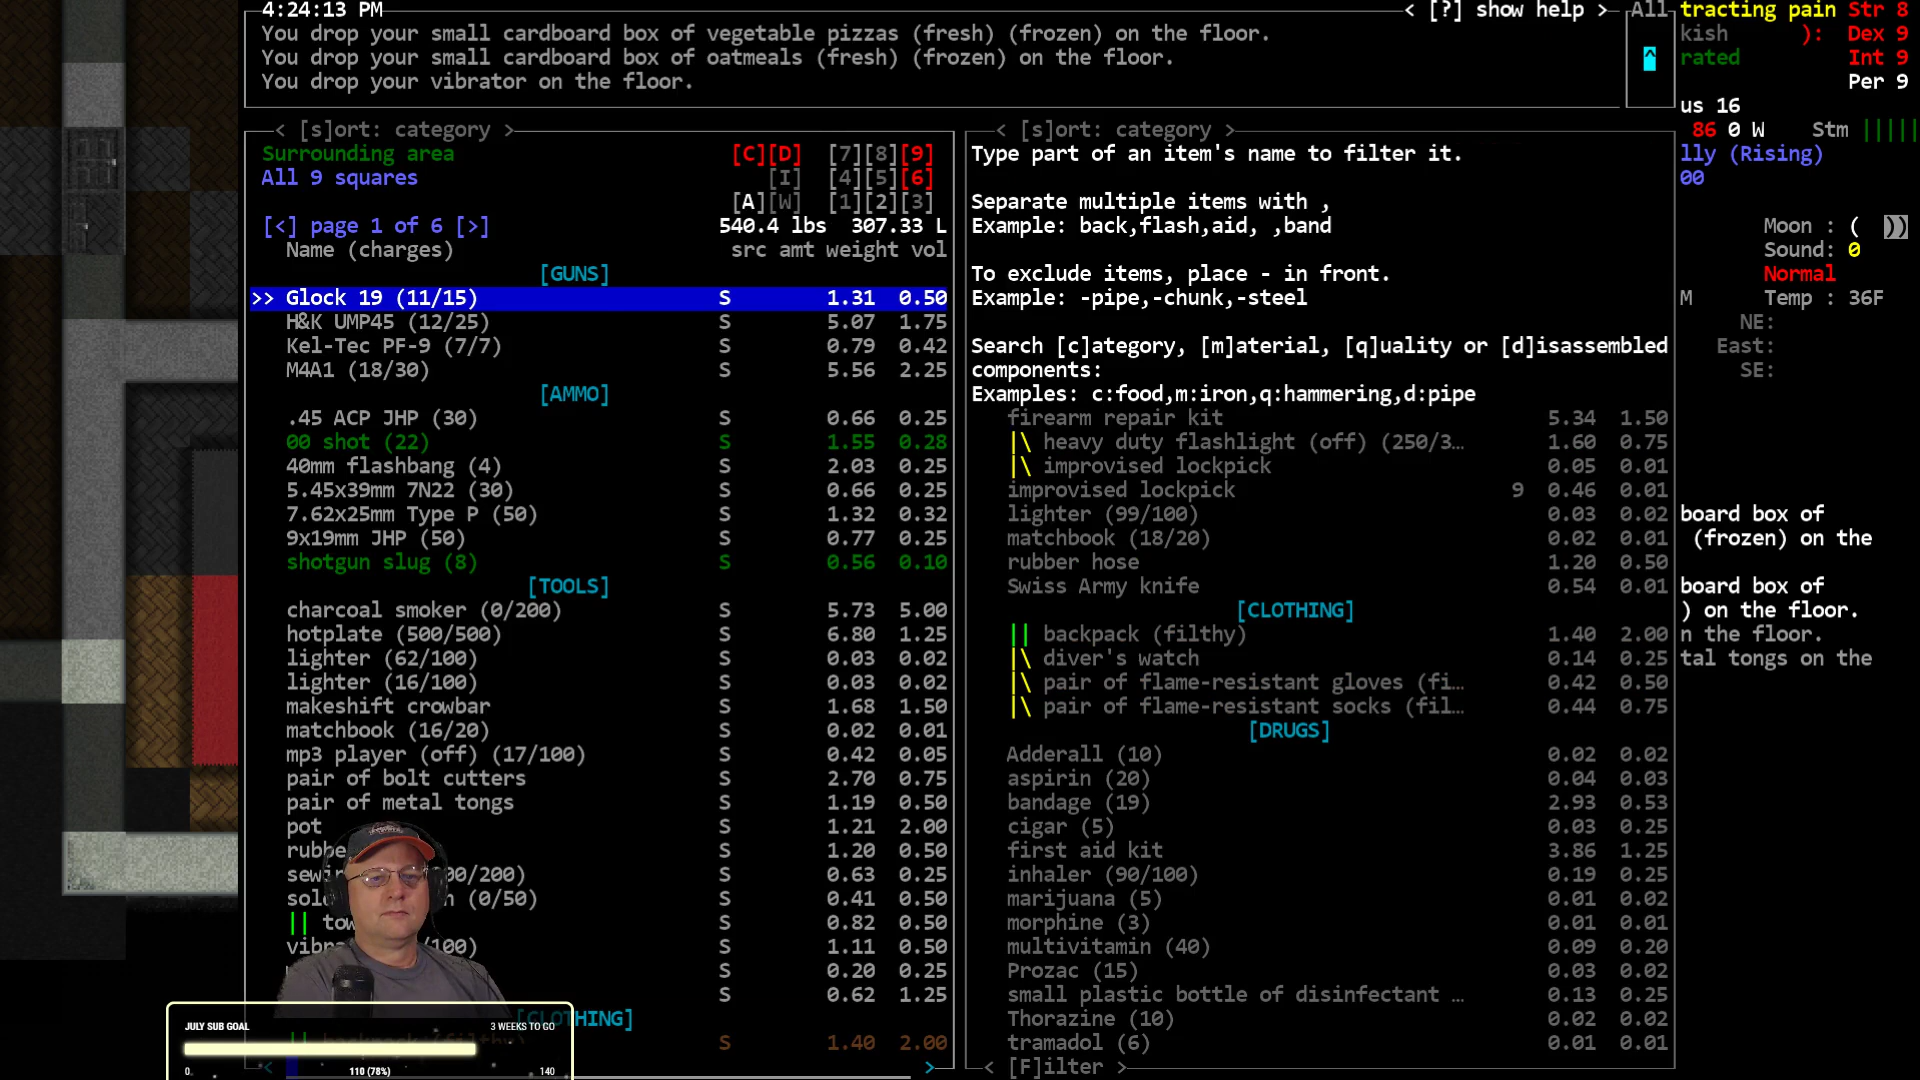 4:24:13 PM
< [?] show help >
You drop your small cardboard box of vegetable pizzas (fresh) (frozen) on the floor.
You drop your small cardboard box of oatmeals (fresh) (frozen) on the floor.
You drop your vibrator on the floor.
All
^
tracting pain Str 8
kish ): Dex 9
rated Int 9
Per 9
us 16
86 0 W Stm |||||
lly (Rising)
00
Moon : ( ))
Sound: 0
Normal
M Temp : 36F
NE:
East:
SE:
board box of
(frozen) on the
board box of
) on the floor.
n the floor.
tal tongs on the
< [s]ort: category >
Surrounding area [C][D] [7][8][9]
All 9 squares [I] [4][5][6]
[A][W] [1][2][3]
[<] page 1 of 6 [>] 540.4 lbs 307.33 L
Name (charges) src amt weight vol
[GUNS]
>> Glock 19 (11/15) S 1.31 0.50
H&K UMP45 (12/25) S 5.07 1.75
Kel-Tec PF-9 (7/7) S 0.79 0.42
M4A1 (18/30) S 5.56 2.25
[AMMO]
.45 ACP JHP (30) S 0.66 0.25
00 shot (22) S 1.55 0.28
40mm flashbang (4) S 2.03 0.25
5.45x39mm 7N22 (30) S 0.66 0.25
7.62x25mm Type P (50) S 1.32 0.32
9x19mm JHP (50) S 0.77 0.25
shotgun slug (8) S 0.56 0.10
[TOOLS]
charcoal smoker (0/200) S 5.73 5.00
hotplate (500/500) S 6.80 1.25
lighter (62/100) S 0.03 0.02
lighter (16/100) S 0.03 0.02
makeshift crowbar S 1.68 1.50
matchbook (16/20) S 0.02 0.01
mp3 player (off) (17/100) S 0.42 0.05
pair of bolt cutters S 2.70 0.75
pair of metal tongs S 1.19 0.50
pot S 1.21 2.00
rubbe S 1.20 0.50
sewi 00/200) S 0.63 0.25
sol (0/50) S 0.41 0.50
|| tow S 0.82 0.50
vibra /100) S 1.11 0.50
S 0.20 0.25
S 0.62 1.25
[CLOTHING]
|| backpack (filthy) S 1.40 2.00
< >
< [s]ort: category >
Type part of an item's name to filter it.
Separate multiple items with ,
Example: back,flash,aid, ,band
To exclude items, place - in front.
Example: -pipe,-chunk,-steel
Search [c]ategory, [m]aterial, [q]uality or [d]isassembled
components:
Examples: c:food,m:iron,q:hammering,d:pipe
firearm repair kit 5.34 1.50
|\ heavy duty flashlight (off) (250/3… 1.60 0.75
|\ improvised lockpick 0.05 0.01
improvised lockpick 9 0.46 0.01
lighter (99/100) 0.03 0.02
matchbook (18/20) 0.02 0.01
rubber hose 1.20 0.50
Swiss Army knife 0.54 0.01
[CLOTHING]
|| backpack (filthy) 1.40 2.00
|\ diver's watch 0.14 0.25
|\ pair of flame-resistant gloves (fi… 0.42 0.50
|\ pair of flame-resistant socks (fil… 0.44 0.75
[DRUGS]
Adderall (10) 0.02 0.02
aspirin (20) 0.04 0.03
bandage (19) 2.93 0.53
cigar (5) 0.03 0.25
first aid kit 3.86 1.25
inhaler (90/100) 0.19 0.25
marijuana (5) 0.01 0.02
morphine (3) 0.01 0.01
multivitamin (40) 0.09 0.20
Prozac (15) 0.03 0.02
small plastic bottle of disinfectant … 0.13 0.25
Thorazine (10) 0.02 0.02
tramadol (6) 0.01 0.01
< [F]ilter >
JULY SUB GOAL 3 WEEKS TO GO
0 110 (78%) 140